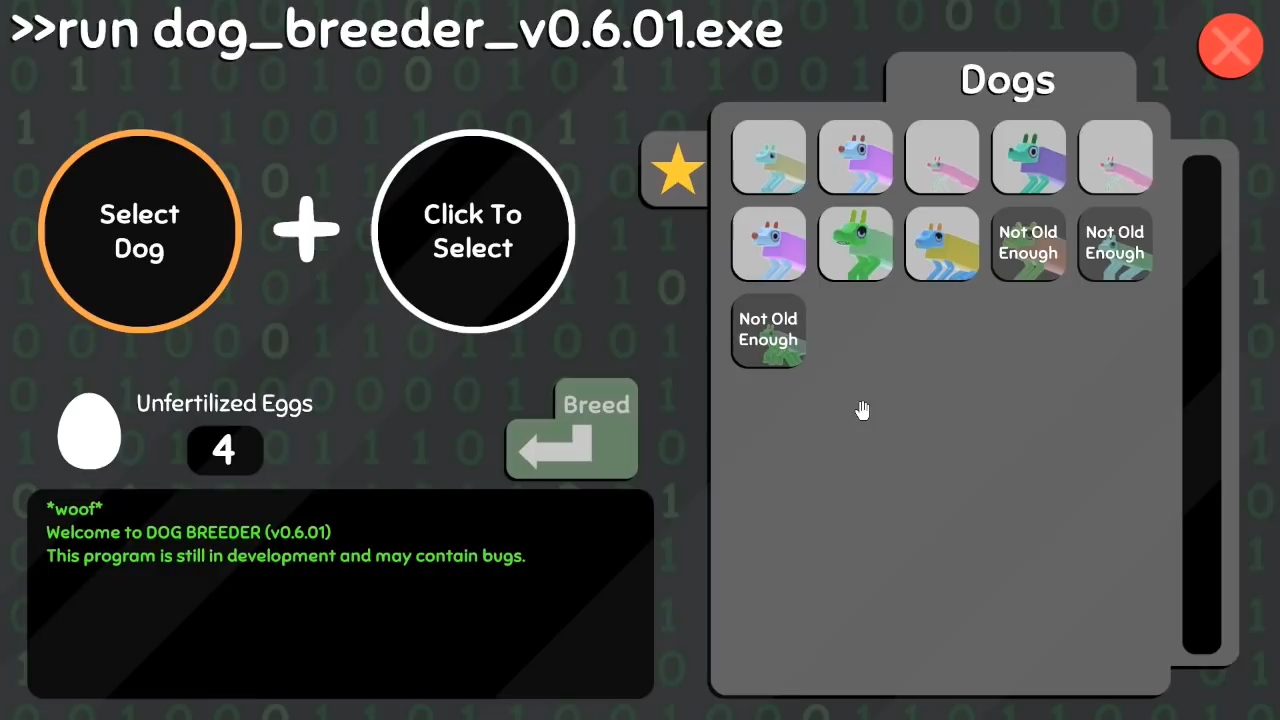 >>run dog_breeder_v0.6.01.exe
Dogs
Select
Dog
Click To
Select
Not Old
Enough
Not Old
Enough
Not Old
Enough
Unfertilized Eggs
4
Breed
*woof*
Welcome to DOG BREEDER (v0.6.01)
This program is still in development and may contain bugs.